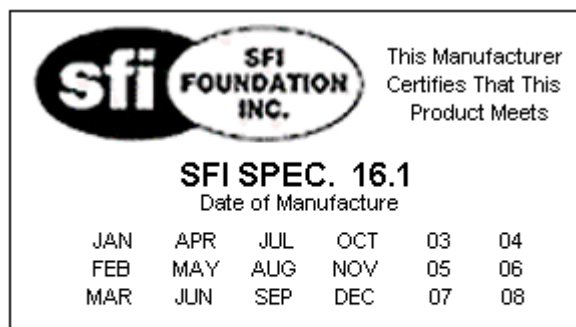 sfi
SFI
FOUNDATION
INC.
This Manufacturer
Certifies That This
Product Meets
SFI SPEC. 16.1
Date of Manufacture
JAN APR JUL OCT 03 04
FEB MAY AUG NOV 05 06
MAR JUN SEP DEC 07 08